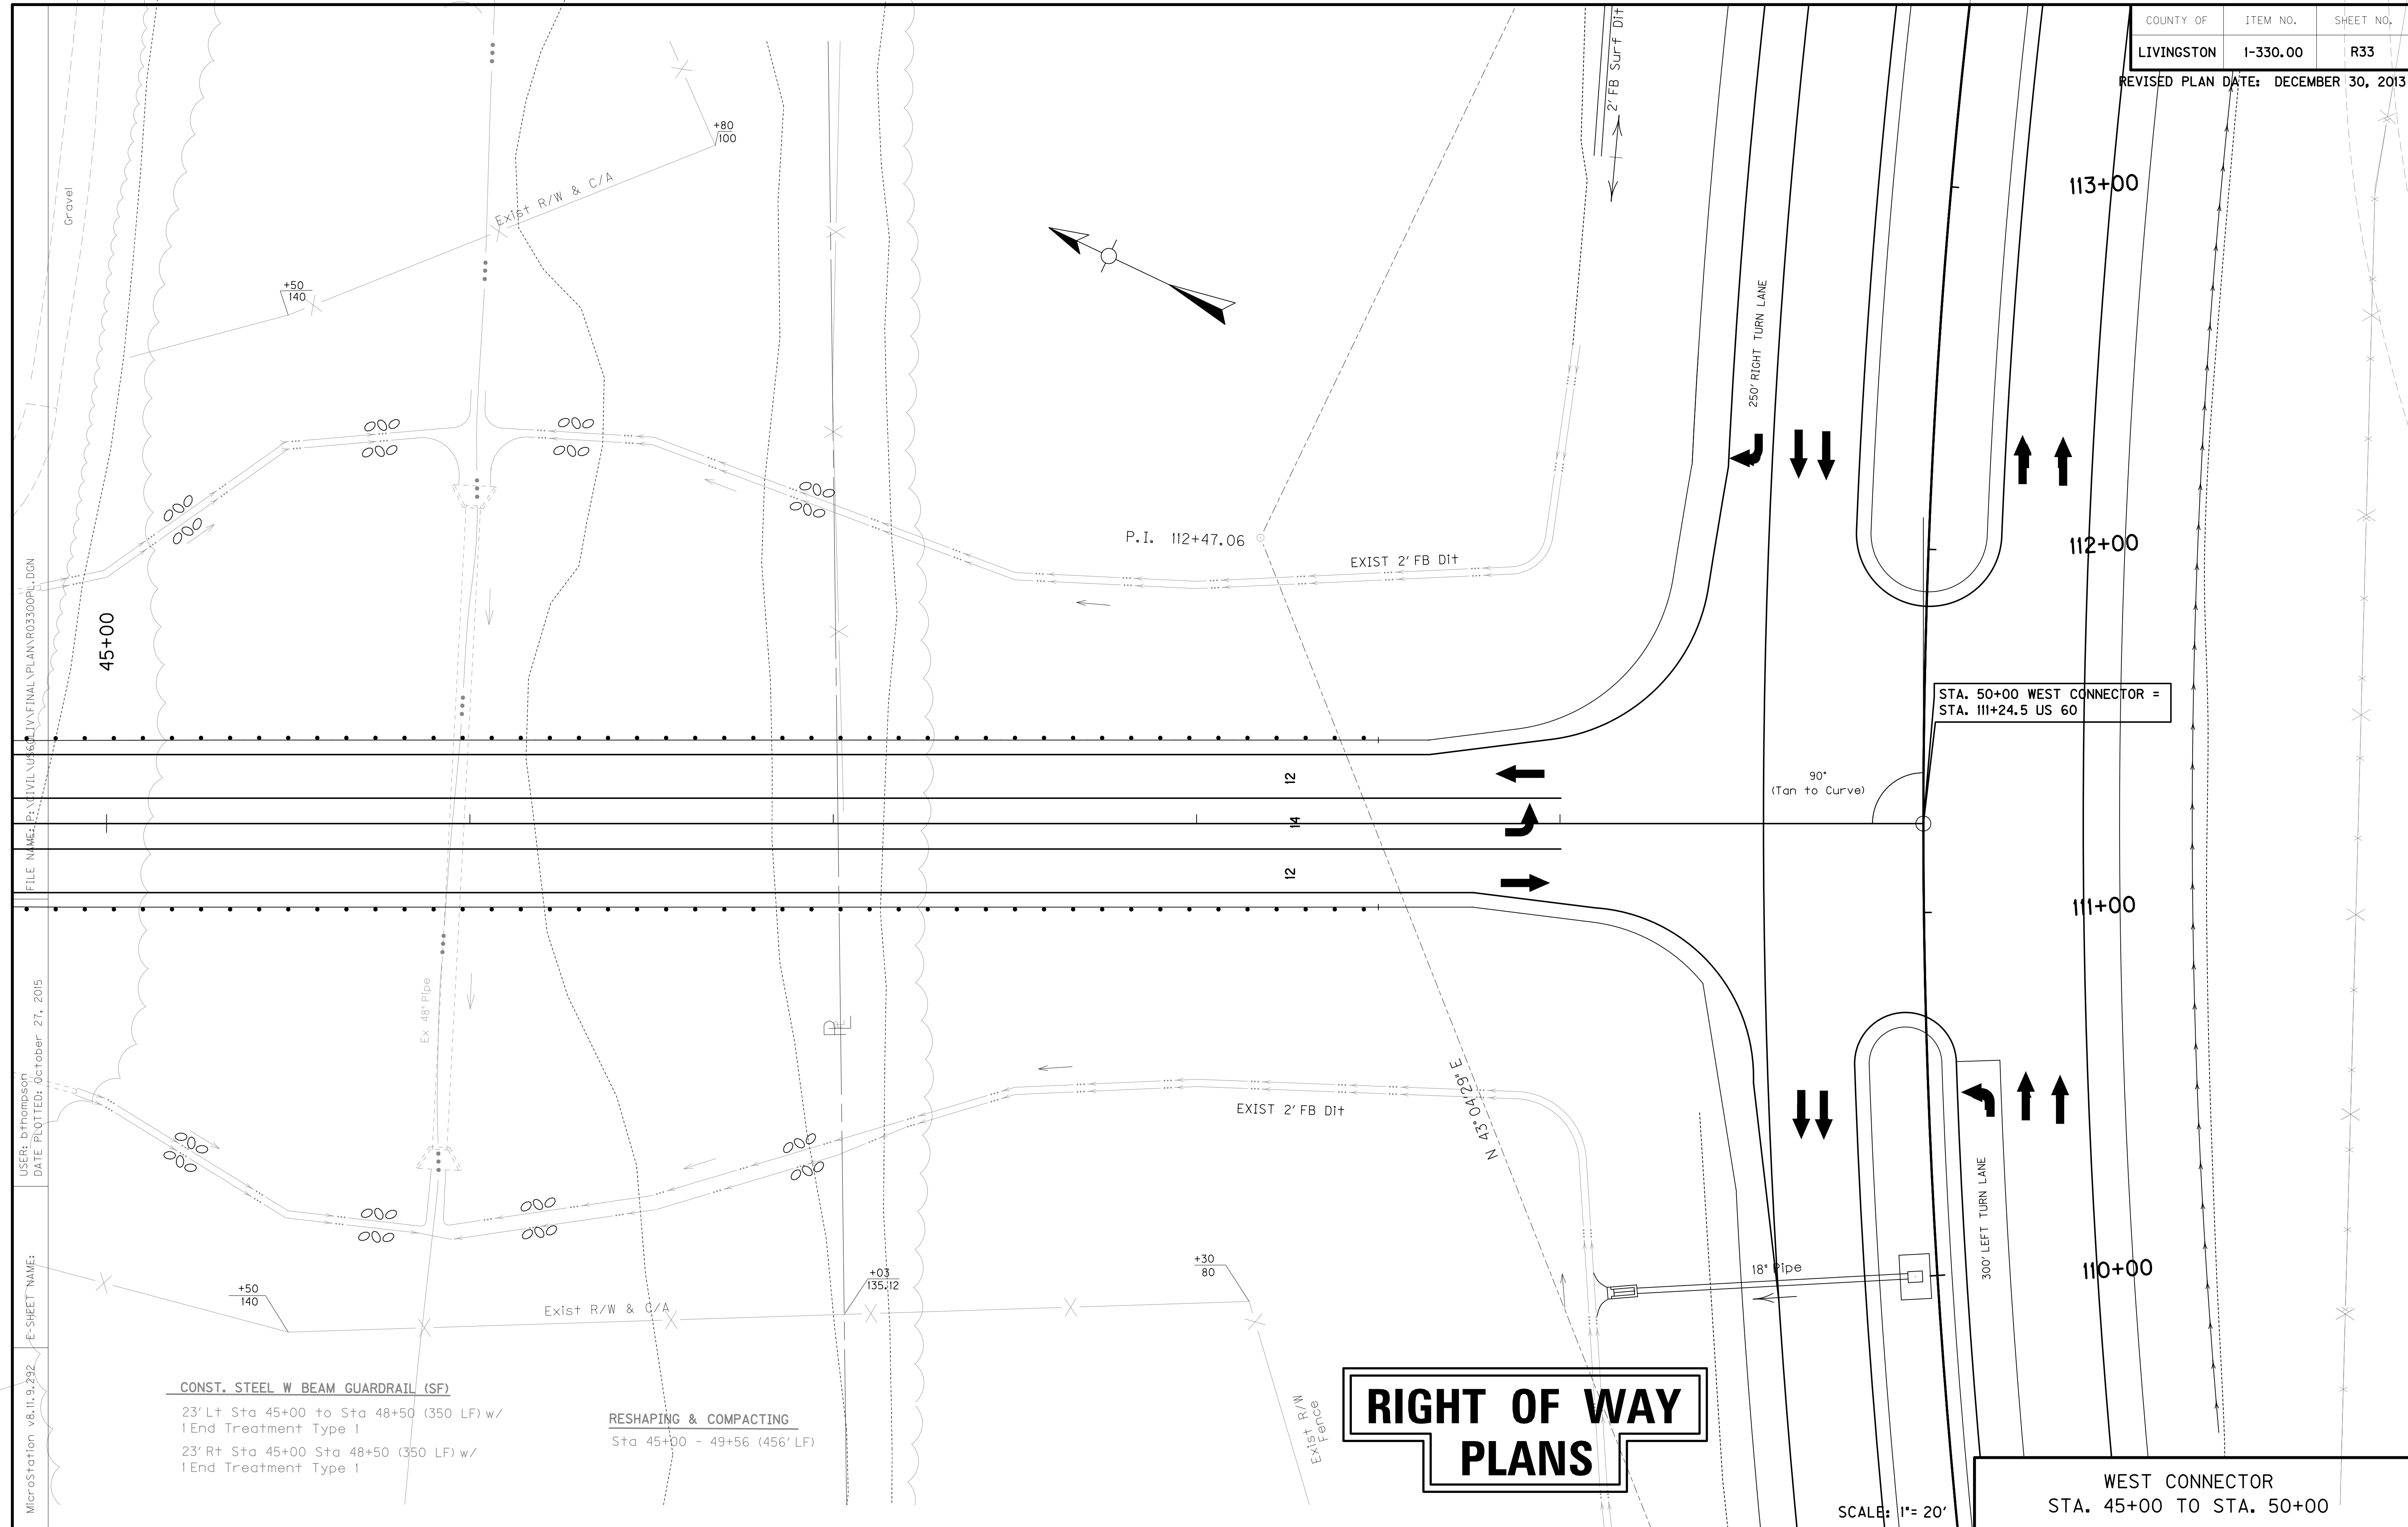 COUNTY OF
ITEM NO.
SHEET NO.
LIVINGSTON
1-330.00
R33
REVISED PLAN DATE: DECEMBER 30, 2013
2' FB Surf Dit
Gravel
+80
100
Exist R/W & C/A
+50
140
113+00
250' RIGHT TURN LANE
P.I. 112+47.06
EXIST 2' FB Dit
112+00
45+00
STA. 50+00 WEST CONNECTOR =
STA. 111+24.5 US 60
12
14
12
90°
(Tan to Curve)
111+00
Ex 48" Pipe
EXIST 2' FB Dit
N 43° 04'29" E
300' LEFT TURN LANE
110+00
18" Pipe
+50
140
Exist R/W & C/A
+03
135.12
+30
80
Exist R/W
Fence
CONST. STEEL W BEAM GUARDRAIL (SF)
23' Lt Sta 45+00 to Sta 48+50 (350 LF) w/
1 End Treatment Type 1
23' Rt Sta 45+00 Sta 48+50 (350 LF) w/
1 End Treatment Type 1
RESHAPING & COMPACTING
Sta 45+00 - 49+56 (456' LF)
RIGHT OF WAY
PLANS
SCALE: 1"= 20'
WEST CONNECTOR
STA. 45+00 TO STA. 50+00
FILE NAME: P:\CIVIL\US60LIV\FINAL\PLAN\R03300PL.DGN
USER: bthompson
DATE PLOTTED: October 27, 2015
E-SHEET NAME:
MicroStation v8.11.9.292